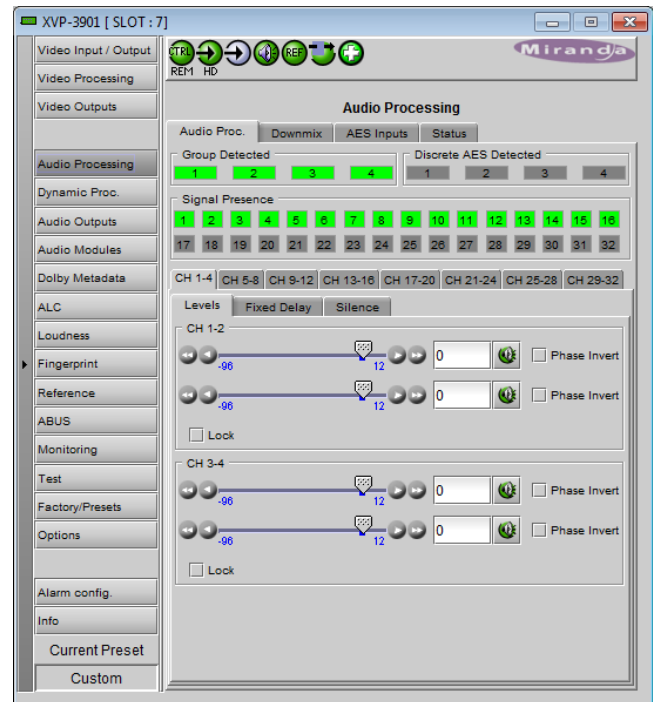 XVP-3901 [ SLOT : 7]
Video Input / Output
Video Processing
Video Outputs
Audio Processing
Dynamic Proc.
Audio Outputs
Audio Modules
Dolby Metadata
ALC
Loudness
Fingerprint
Reference
ABUS
Monitoring
Test
Factory/Presets
Options
Alarm config.
Info
Current Preset
Custom
CTRL REF
REM HD
Miranda
Audio Processing
Audio Proc. Downmix AES Inputs Status
Group Detected
1 2 3 4
Discrete AES Detected
1 2 3 4
Signal Presence
1 2 3 4 5 6 7 8 9 10 11 12 13 14 15 16
17 18 19 20 21 22 23 24 25 26 27 28 29 30 31 32
CH 1-4 CH 5-8 CH 9-12 CH 13-16 CH 17-20 CH 21-24 CH 25-28 CH 29-32
Levels Fixed Delay Silence
CH 1-2
-96 12 0 Phase Invert
-96 12 0 Phase Invert
Lock
CH 3-4
-96 12 0 Phase Invert
-96 12 0 Phase Invert
Lock